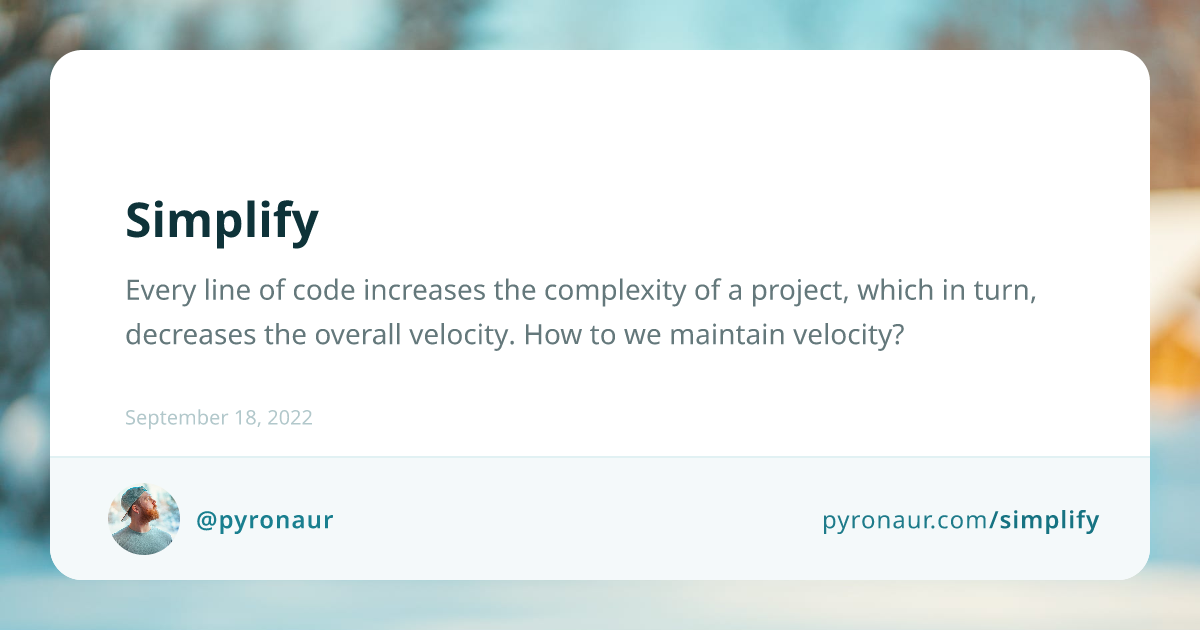 Simplify
Every line of code increases the complexity of a project, which in turn,
decreases the overall velocity. How to we maintain velocity?
September 18, 2022
@pyronaur
pyronaur.com/simplify